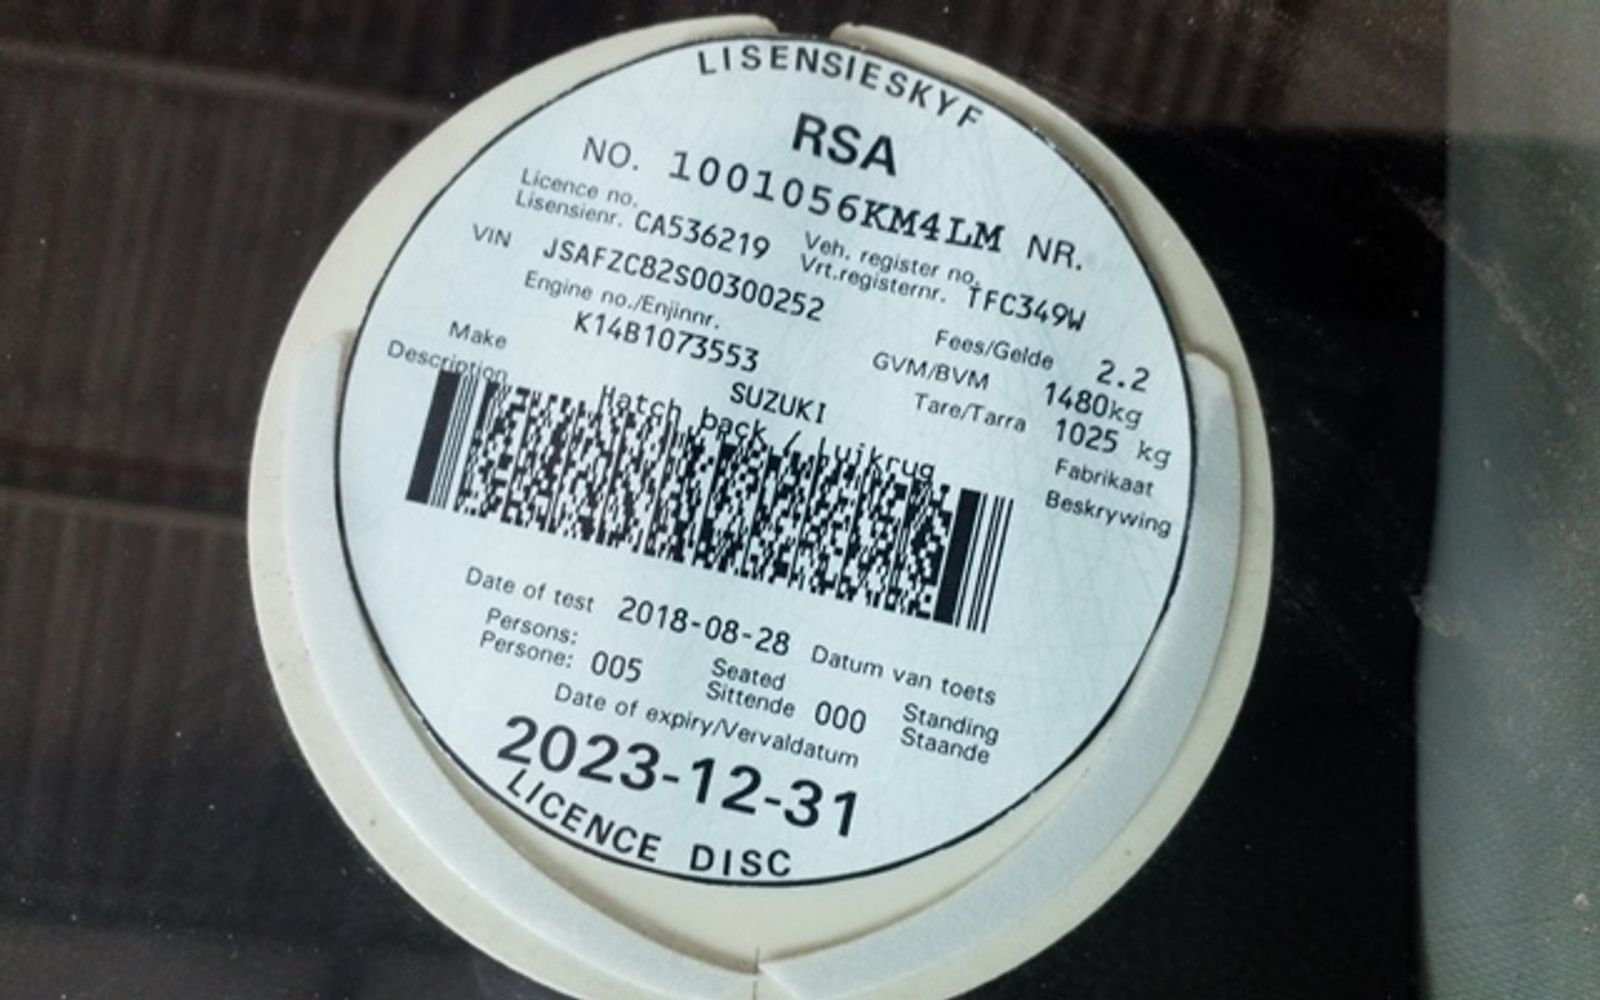 LISENSIESKYF
RSA
NO. 1001056KM4LM NR.
Licence no.
Lisensienr. CA536219
Veh. register no.
Vrt.registernr. TFC349W
VIN JSAFZC82S00300252
Engine no./Enjinnr.
K14B1073553
Fees/Gelde 2.2
GVM/BVM 1480kg
Tare/Tarra 1025 kg
Make SUZUKI Fabrikaat
Description Hatch back / Luikrug Beskrywing
Date of test 2018-08-28 Datum van toets
Persons:
Persone: 005
Seated
Sittende 000
Standing
Staande
Date of expiry/Vervaldatum
2023-12-31
LICENCE DISC